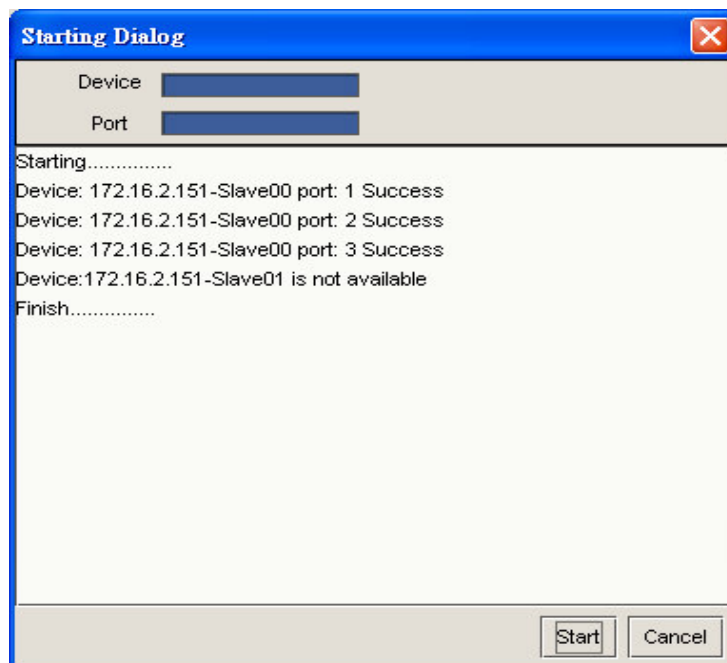 Starting Dialog
Device
Port
Starting...............
Device: 172.16.2.151-Slave00 port: 1 Success
Device: 172.16.2.151-Slave00 port: 2 Success
Device: 172.16.2.151-Slave00 port: 3 Success
Device:172.16.2.151-Slave01 is not available
Finish...............
Start Cancel